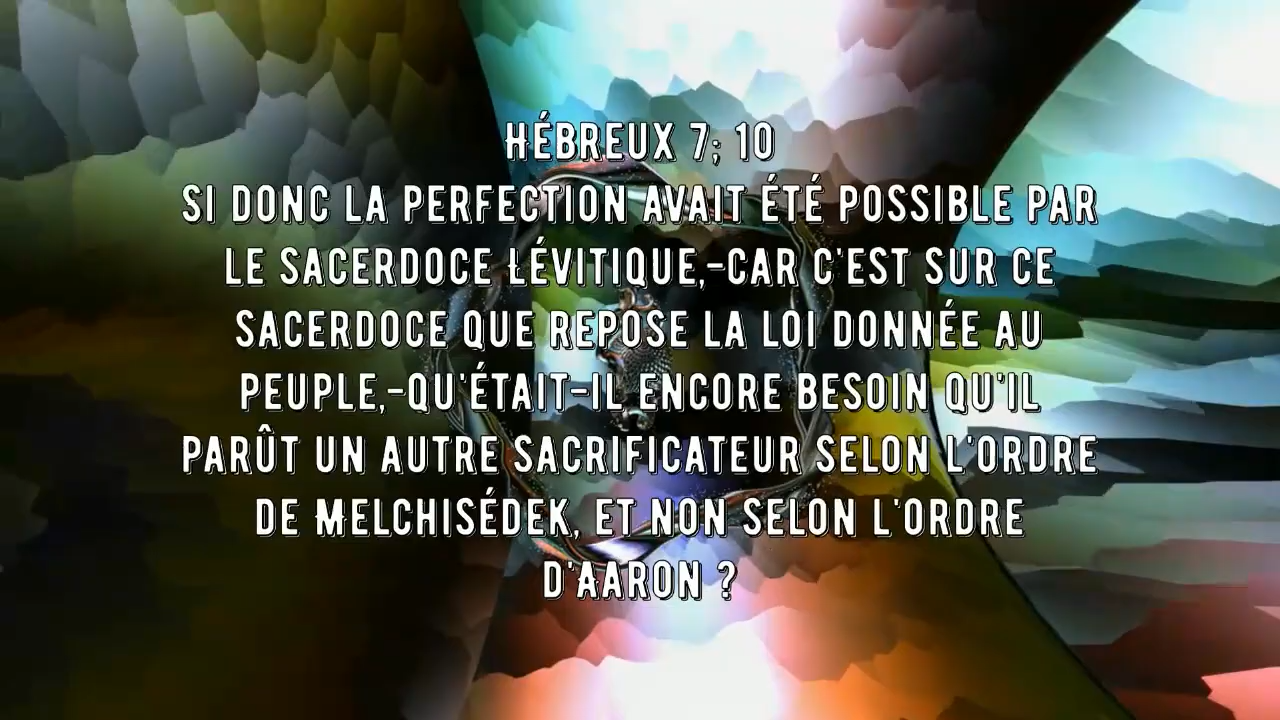 HÉBREUX 7; 10
SI DONC LA PERFECTION AVAIT ÉTÉ POSSIBLE PAR
LE SACERDOCE LÉVITIQUE,-CAR C'EST SUR CE
SACERDOCE QUE REPOSE LA LOI DONNÉE AU
PEUPLE,-QU'ÉTAIT-IL ENCORE BESOIN QU'IL
PARÛT UN AUTRE SACRIFICATEUR SELON L'ORDRE
DE MELCHISÉDEK, ET NON SELON L'ORDRE
D'AARON ?